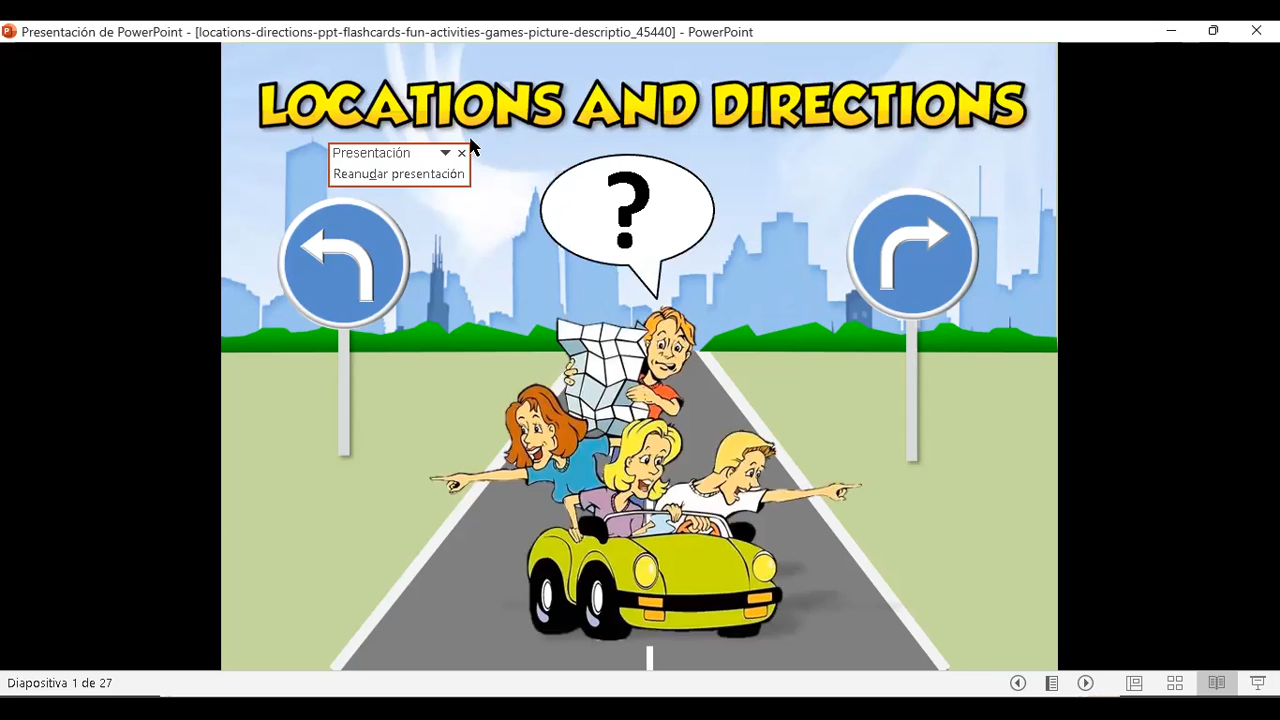 Presentación de PowerPoint - [locations-directions-ppt-flashcards-fun-activities-games-picture-descriptio_45440] - PowerPoint
LOCATIONS AND DIRECTIONS
Presentación
Reanudar presentación
?
Diapositiva 1 de 27